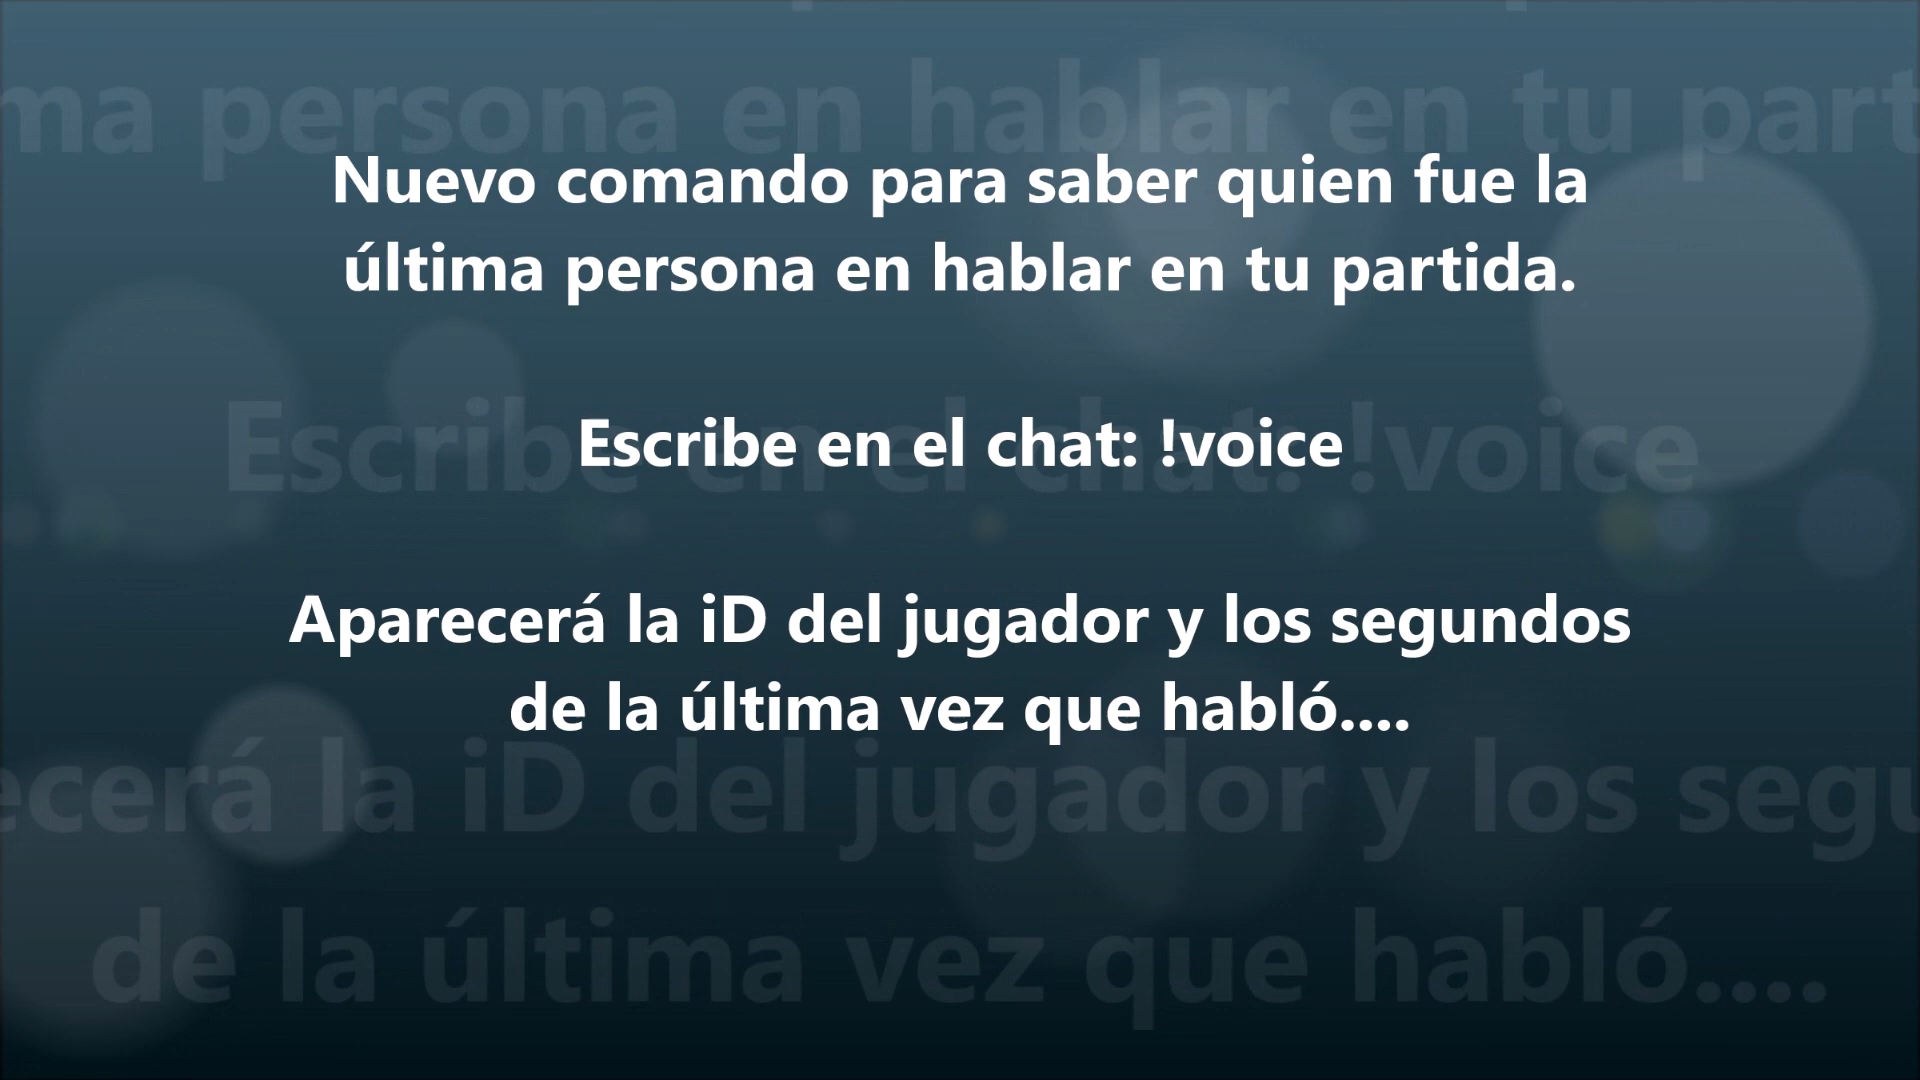 Nuevo comando para saber quien fue la
última persona en hablar en tu partida.
Escribe en el chat: !voice
Aparecerá la iD del jugador y los segundos
de la última vez que habló....